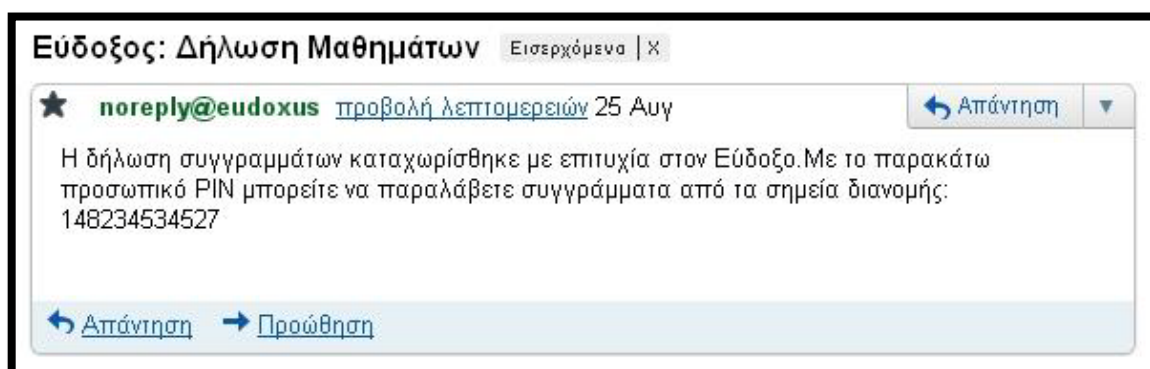 Εύδοξος: Δήλωση Μαθημάτων Εισερχόμενα | X
noreply@eudoxus προβολή λεπτομερειών 25 Αυγ Απάντηση
Η δήλωση συγγραμμάτων καταχωρίσθηκε με επιτυχία στον Εύδοξο.Με το παρακάτω
προσωπικό PIN μπορείτε να παραλάβετε συγγράμματα από τα σημεία διανομής:
148234534527
Απάντηση Προώθηση